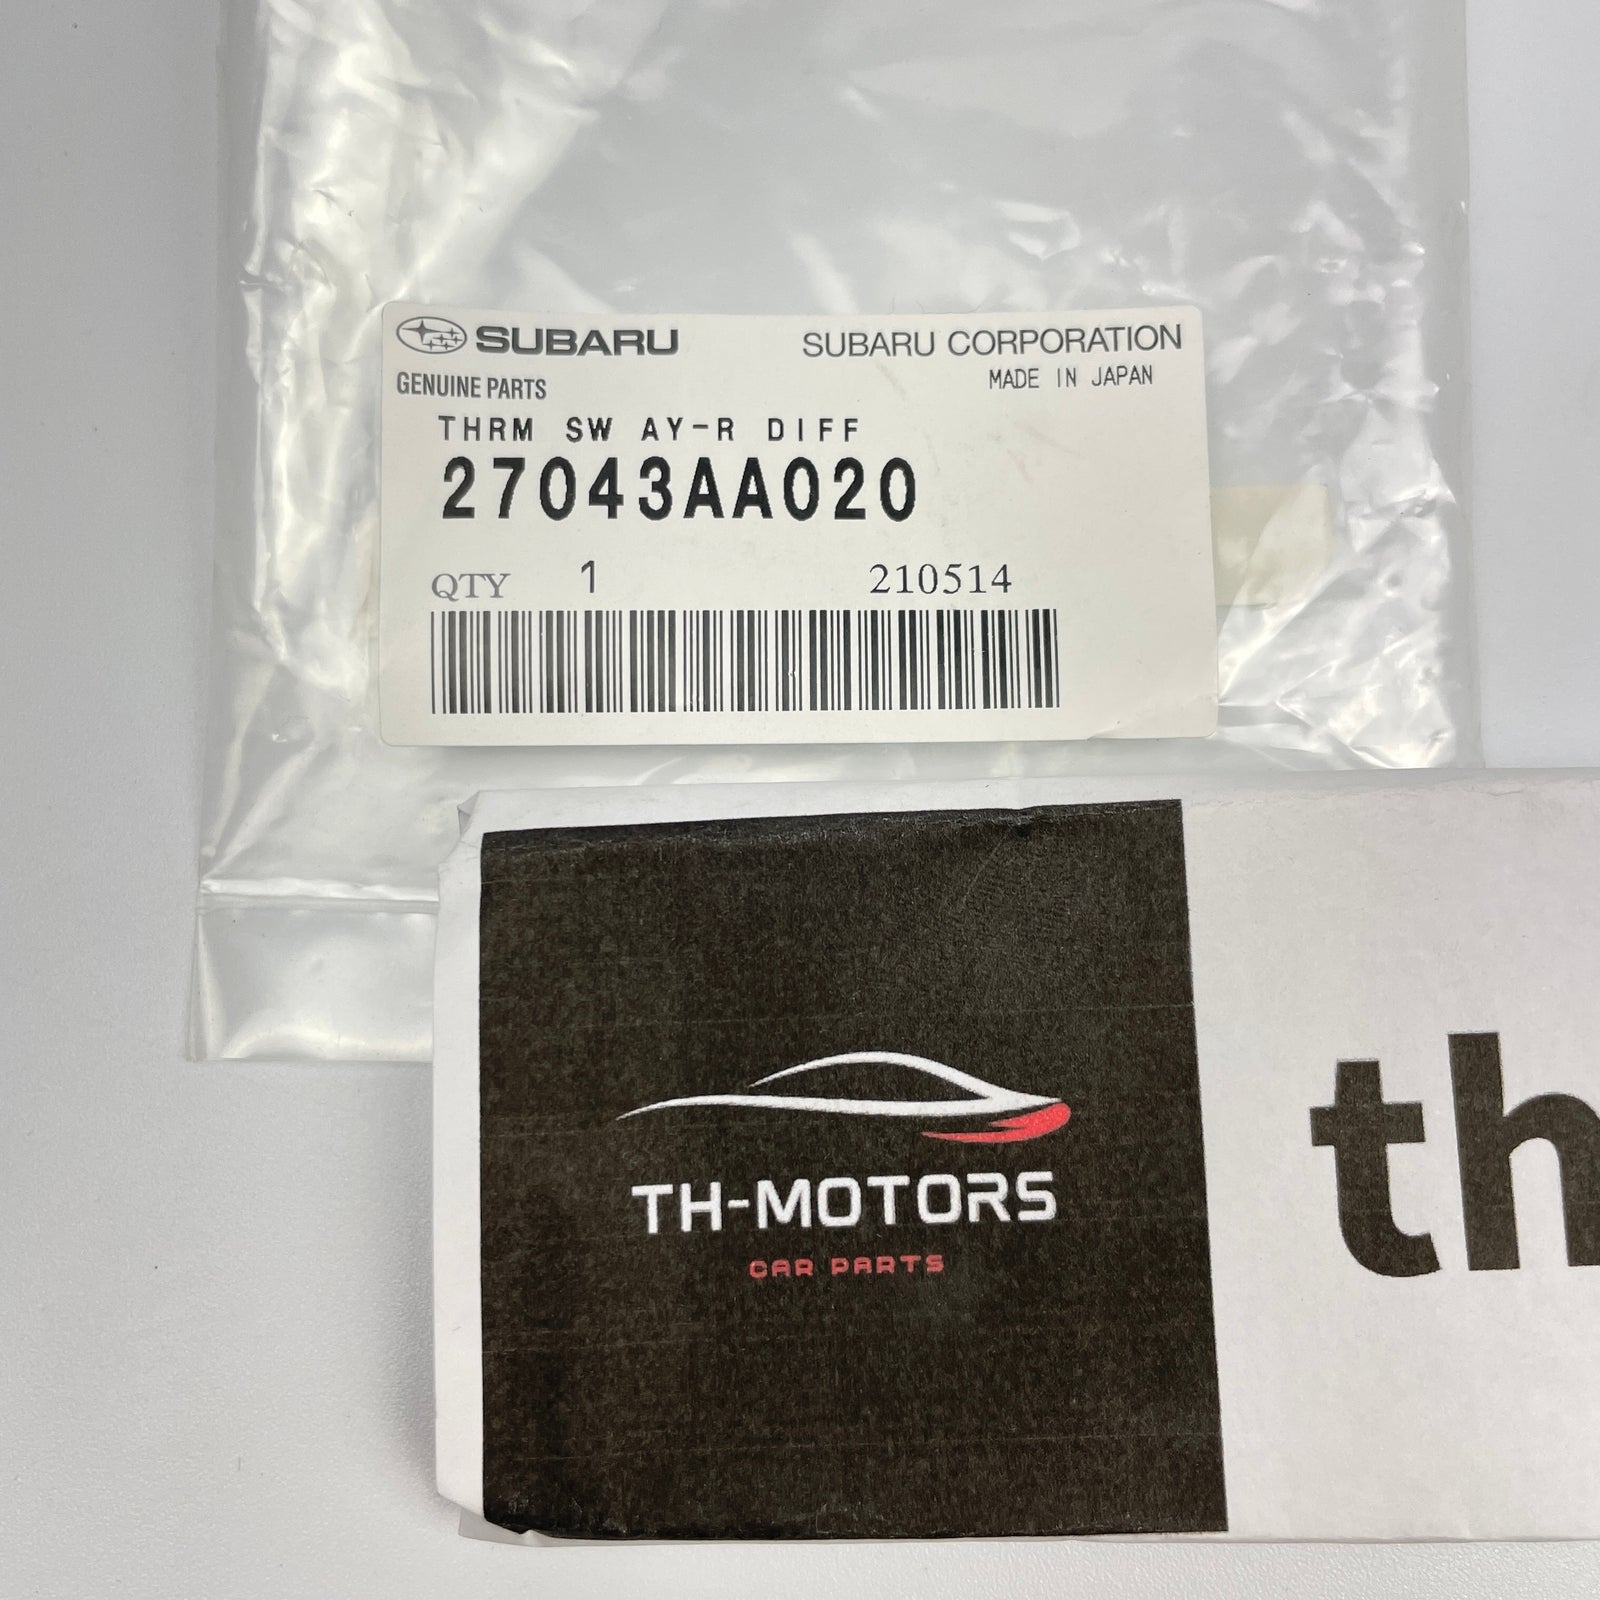 SUBARU
SUBARU CORPORATION
GENUINE PARTS
MADE IN JAPAN
THRM SW AY-R DIFF
27043AA020
QTY 1
210514
TH-MOTORS
CAR PARTS
th